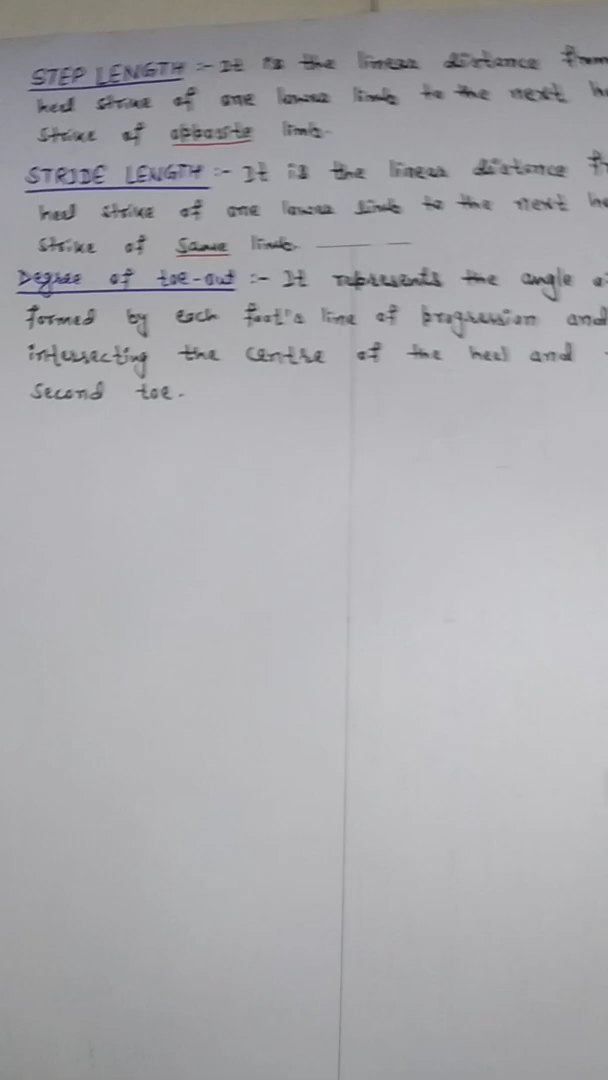 STEP LENGTH :- It is the linear distance from
heel strike of one lower limb to the next
strike of opposite limb.
STRIDE LENGTH :- It is the linear distance
heel strike of one lower limb to the next
strike of same limb.
Degree of toe-out :- It represents the angle
formed by each foot's line of progression and
intersecting the centre of the heel and
second toe.